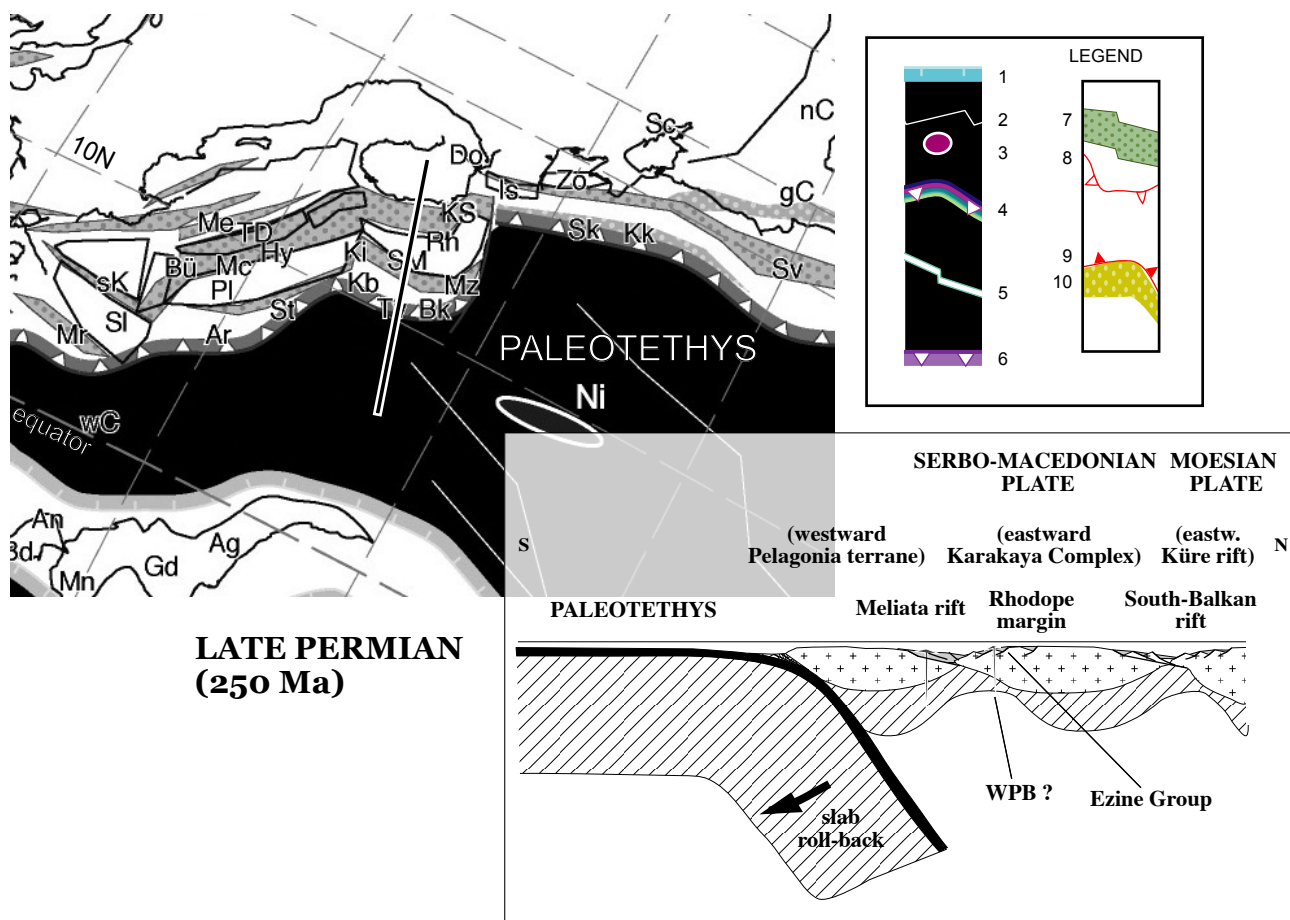 10N
nC
Sc
Do
Is
Zo
gC
Me
TD
KS
Sk
Kk
Rh
Hy
Ki
SM
Sv
Bü
Mc
sK
Pl
Kb
Mz
St
Bk
Sl
Mr
Ar
PALEOTETHYS
Ni
wC
equator
An
Bd
Ag
Gd
Mn
LATE PERMIAN
(250 Ma)
LEGEND
1
2
3
4
5
6
7
8
9
10
SERBO-MACEDONIAN
PLATE
MOESIAN
PLATE
S
(westward
Pelagonia terrane)
(eastward
Karakaya Complex)
(eastw.
Küre rift)
N
PALEOTETHYS
Meliata rift
Rhodope
margin
South-Balkan
rift
WPB ?
Ezine Group
slab
roll-back